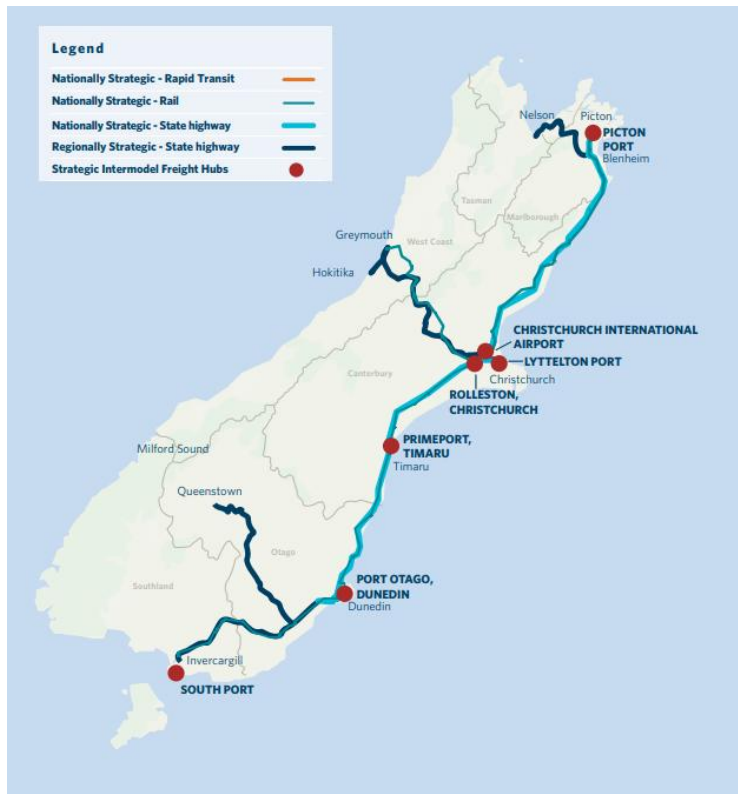 Legend
Nationally Strategic - Rapid Transit
Nationally Strategic - Rail
Nationally Strategic - State highway
Regionally Strategic - State highway
Strategic Intermodel Freight Hubs
Nelson
Picton
PICTON
PORT
Blenheim
Tasman
Marlborough
Greymouth
West Coast
Hokitika
CHRISTCHURCH INTERNATIONAL
AIRPORT
LYTTELTON PORT
Christchurch
Canterbury
ROLLESTON,
CHRISTCHURCH
PRIMEPORT,
TIMARU
Timaru
Milford Sound
Queenstown
Otago
Southland
PORT OTAGO,
DUNEDIN
Dunedin
Invercargill
SOUTH PORT